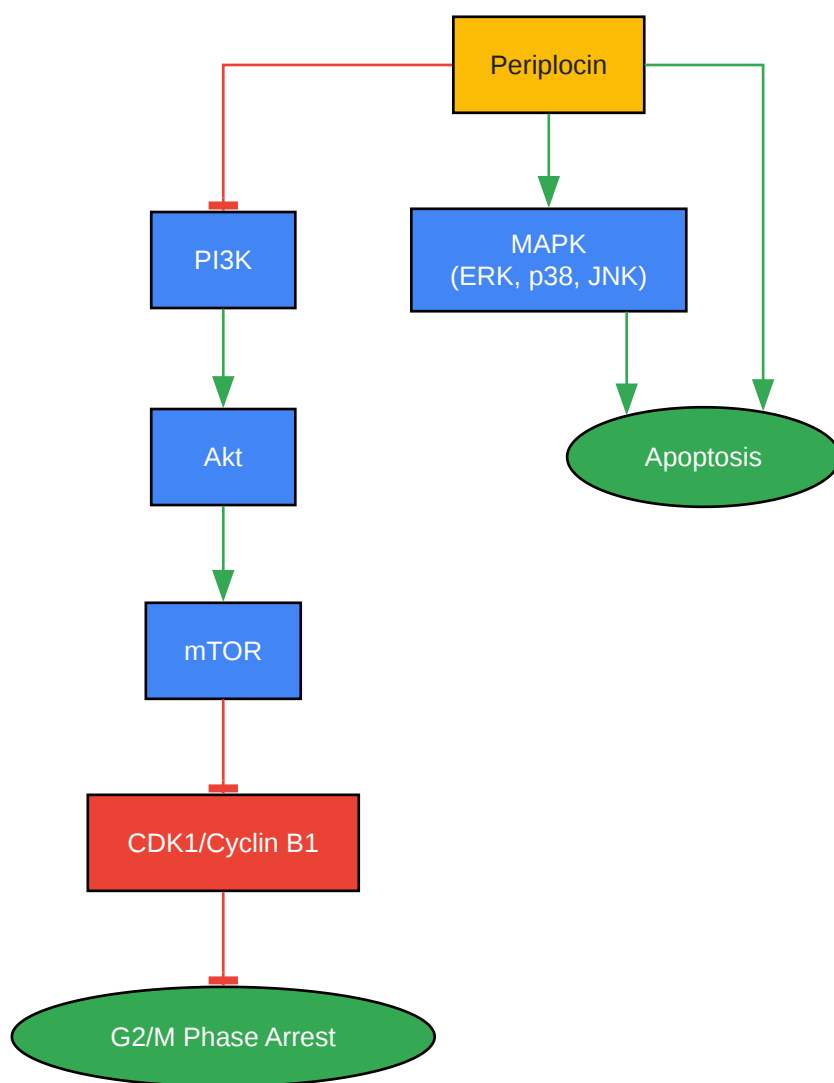 Periplocin
PI3K
MAPK
(ERK, p38, JNK)
Akt
Apoptosis
mTOR
CDK1/Cyclin B1
G2/M Phase Arrest